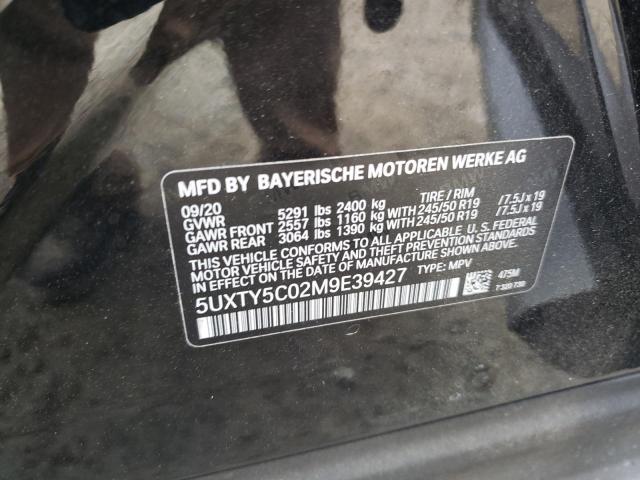 MFD BY BAYERISCHE MOTOREN WERKE AG
09/20 TIRE / RIM
GVWR 5291 lbs 2400 kg
GAWR FRONT 2557 lbs 1160 kg WITH 245/50 R19 / 7.5J x 19
GAWR REAR 3064 lbs 1390 kg WITH 245/50 R19 / 7.5J x 19
THIS VEHICLE CONFORMS TO ALL APPLICABLE U. S. FEDERAL
MOTOR VEHICLE SAFETY, BUMPER, AND THEFT PREVENTION STANDARDS
IN EFFECT ON THE DATE OF MANUFACTURE SHOWN ABOVE.
5UXTY5C02M9E39427 TYPE: MPV
475M